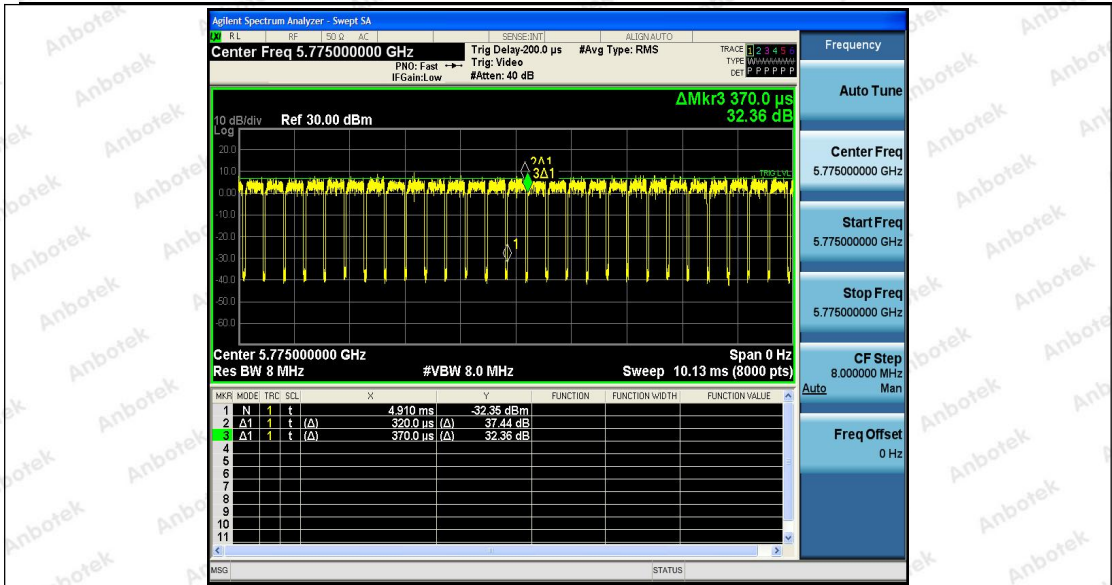 Agilent Spectrum Analyzer - Swept SA
LXI RL RF 50 Ω AC SENSE:INT ALIGNAUTO
Center Freq 5.775000000 GHz
PNO: Fast
IFGain:Low
Trig Delay-200.0 µs
Trig: Video
#Atten: 40 dB
#Avg Type: RMS
TRACE 1 2 3 4 5 6
TYPE
DET P P P P P P
ΔMkr3 370.0 µs
32.36 dB
10 dB/div Ref 30.00 dBm
Log
20.0
10.0
0.00
-10.0
-20.0
-30.0
-40.0
-50.0
-60.0
2Δ1
3Δ1
TRIG LVL
1
Center 5.775000000 GHz Span 0 Hz
Res BW 8 MHz #VBW 8.0 MHz Sweep 10.13 ms (8000 pts)
MKR MODE TRC SCL X Y FUNCTION FUNCTION WIDTH FUNCTION VALUE
1 N 1 t 4.910 ms -32.35 dBm
2 Δ1 1 t (Δ) 320.0 µs (Δ) 37.44 dB
3 Δ1 1 t (Δ) 370.0 µs (Δ) 32.36 dB
4
5
6
7
8
9
10
11
MSG STATUS
Frequency
Auto Tune
Center Freq
5.775000000 GHz
Start Freq
5.775000000 GHz
Stop Freq
5.775000000 GHz
CF Step
8.000000 MHz
Auto Man
Freq Offset
0 Hz
Anbotek